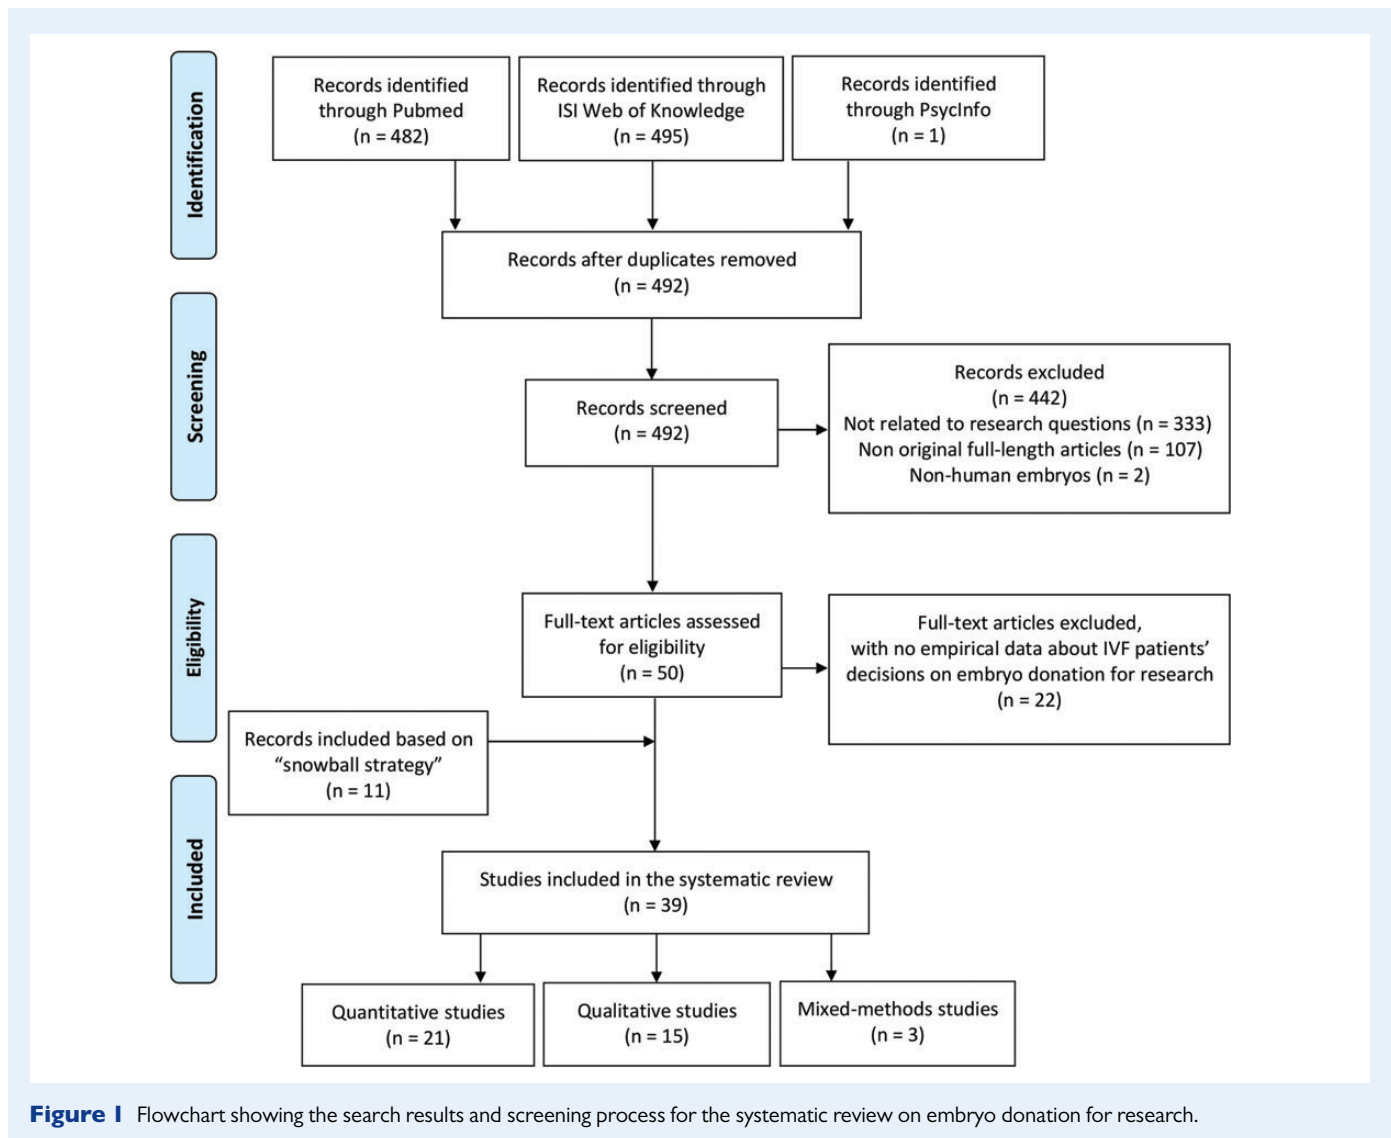 Identification
Records identified
through Pubmed
(n = 482)
Records identified through
ISI Web of Knowledge
(n = 495)
Records identified
through PsycInfo
(n = 1)
Records after duplicates removed
(n = 492)
Screening
Records screened
(n = 492)
Records excluded
(n = 442)
Not related to research questions (n = 333)
Non original full-length articles (n = 107)
Non-human embryos (n = 2)
Eligibility
Full-text articles assessed
for eligibility
(n = 50)
Full-text articles excluded,
with no empirical data about IVF patients’
decisions on embryo donation for research
(n = 22)
Records included based on
“snowball strategy”
(n = 11)
Included
Studies included in the systematic review
(n = 39)
Quantitative studies
(n = 21)
Qualitative studies
(n = 15)
Mixed-methods studies
(n = 3)
Figure 1 Flowchart showing the search results and screening process for the systematic review on embryo donation for research.